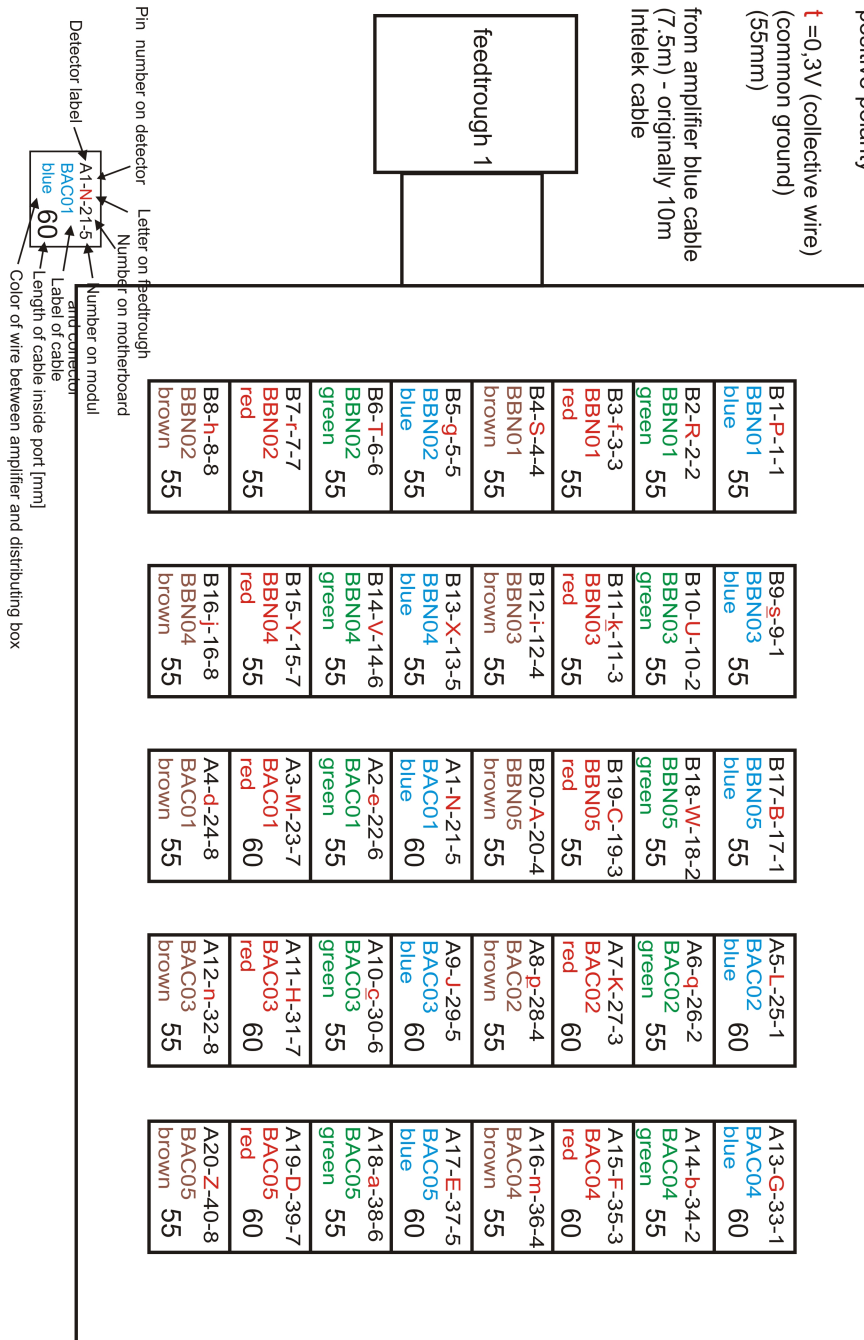 positive polarity
t =0,3V (collective wire)
(common ground)
(55mm)
from amplifier blue cable
(7.5m) - originally 10m
Intelek cable
feedtrough 1
B1-P-1-1
BBN01
blue 55
B2-R-2-2
BBN01
green 55
B3-f-3-3
BBN01
red 55
B4-S-4-4
BBN01
brown 55
B5-g-5-5
BBN02
blue 55
B6-T-6-6
BBN02
green 55
B7-r-7-7
BBN02
red 55
B8-h-8-8
BBN02
brown 55
B9-s-9-1
BBN03
blue 55
B10-U-10-2
BBN03
green 55
B11-k-11-3
BBN03
red 55
B12-i-12-4
BBN03
brown 55
B13-X-13-5
BBN04
blue 55
B14-V-14-6
BBN04
green 55
B15-Y-15-7
BBN04
red 55
B16-j-16-8
BBN04
brown 55
B17-B-17-1
BBN05
blue 55
B18-W-18-2
BBN05
green 55
B19-C-19-3
BBN05
red 55
B20-A-20-4
BBN05
brown 55
A1-N-21-5
BAC01
blue 60
A2-e-22-6
BAC01
green 55
A3-M-23-7
BAC01
red 60
A4-d-24-8
BAC01
brown 55
A5-L-25-1
BAC02
blue 60
A6-q-26-2
BAC02
green 55
A7-K-27-3
BAC02
red 60
A8-p-28-4
BAC02
brown 55
A9-J-29-5
BAC03
blue 60
A10-c-30-6
BAC03
green 55
A11-H-31-7
BAC03
red 60
A12-n-32-8
BAC03
brown 55
A13-G-33-1
BAC04
blue 60
A14-b-34-2
BAC04
green 55
A15-F-35-3
BAC04
red 60
A16-m-36-4
BAC04
brown 55
A17-E-37-5
BAC05
blue 60
A18-a-38-6
BAC05
green 55
A19-D-39-7
BAC05
red 60
A20-Z-40-8
BAC05
brown 55
Pin number on detector
Letter on feedtrough
Number on motherboard
Detector label
A1-N-21-5
BAC01
blue 60
Number on modul
Label of cable
and conector
Length of cable inside port [mm]
Color of wire between amplifier and distributing box